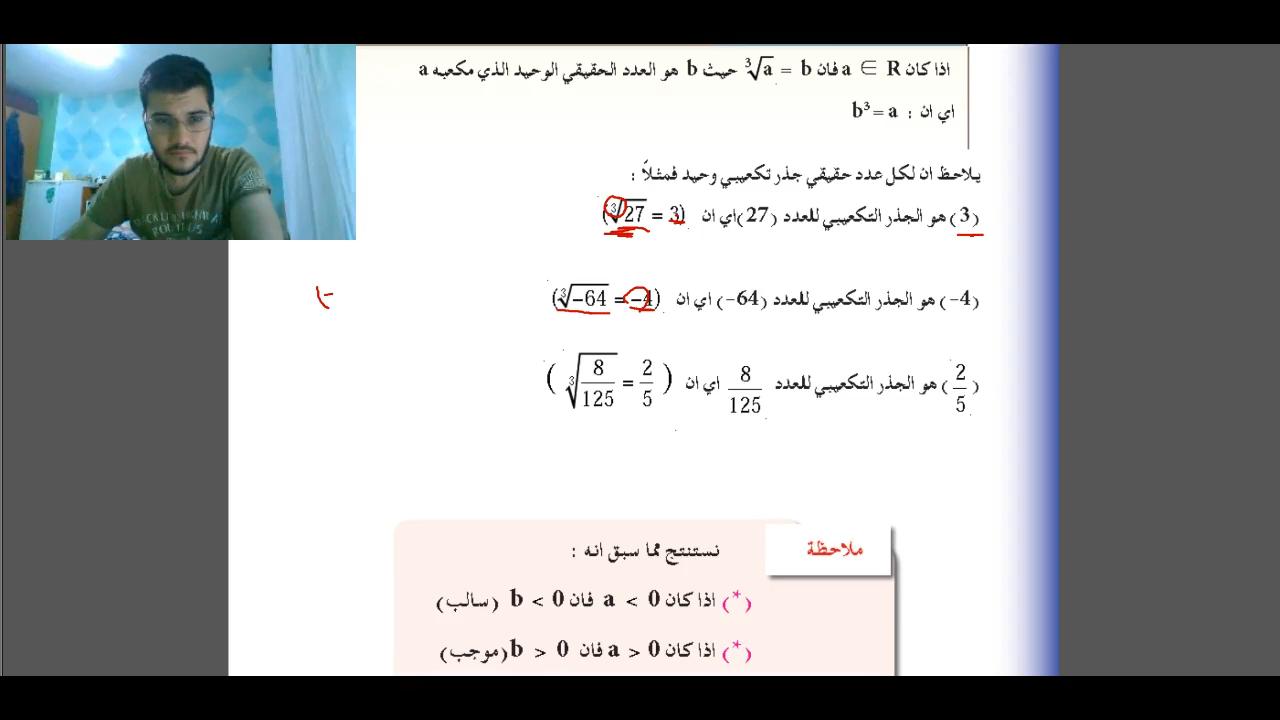 اذا كان a ∈ R فان ∛a = b حيث b هو العدد الحقيقي الوحيد الذي مكعبه a
اي ان : b³ = a
يلاحظ ان لكل عدد حقيقي جذر تكعيبي وحيد فمثلاً :
(3) هو الجذر التكعيبي للعدد (27) اي ان (∛27 = 3)
(-4) هو الجذر التكعيبي للعدد (-64) اي ان (∛-64 = -4)
(2/5) هو الجذر التكعيبي للعدد 8/125 اي ان (∛8/125 = 2/5)
ملاحظة
نستنتج مما سبق انه :
(*) اذا كان a < 0 فان b < 0 (سالب)
(*) اذا كان a > 0 فان b > 0 (موجب)